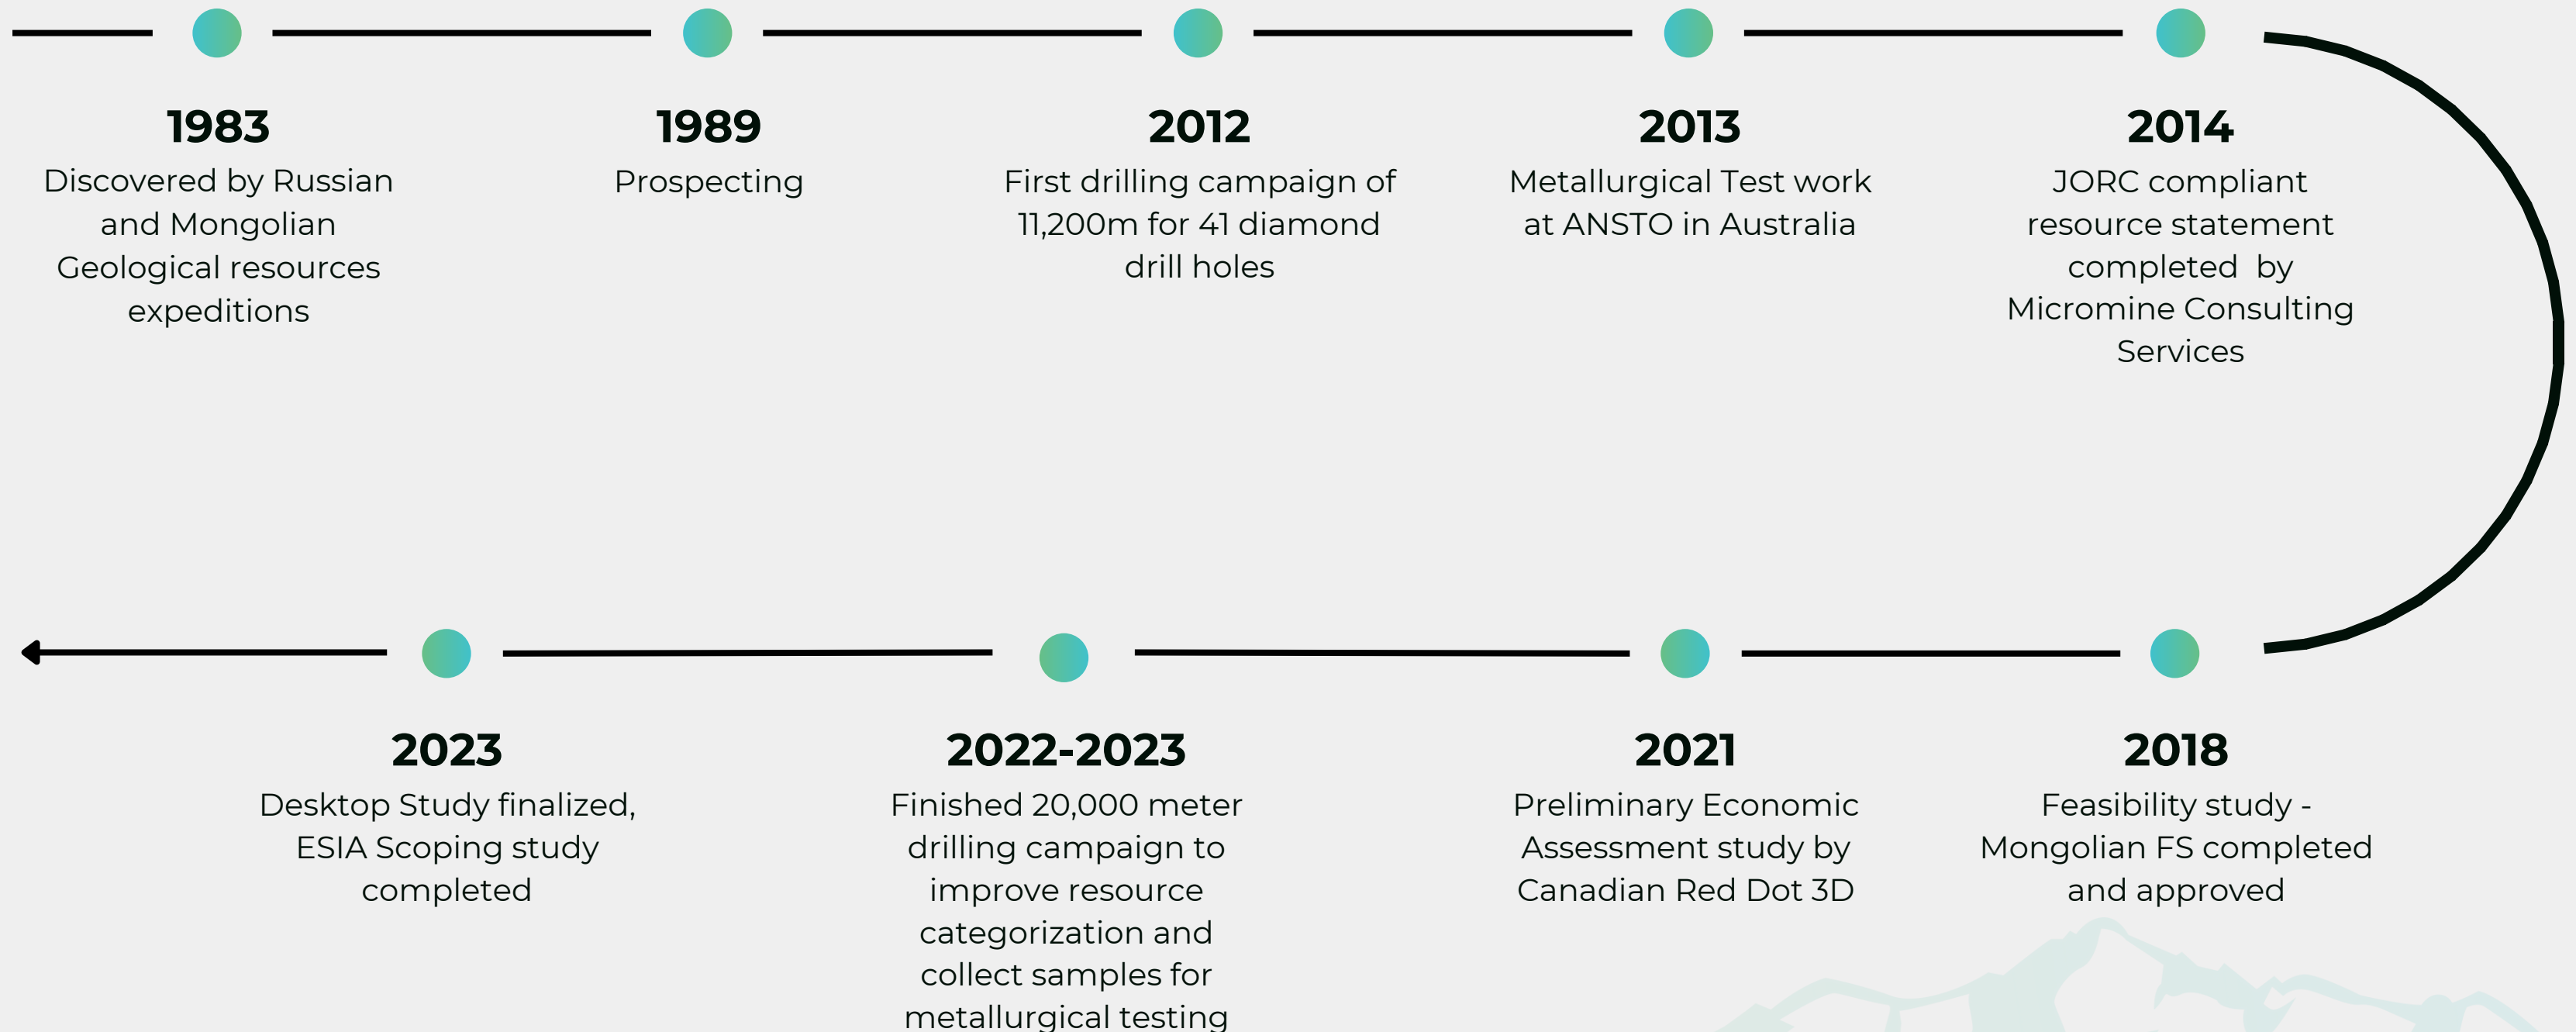 1983
Discovered by Russian
and Mongolian
Geological resources
expeditions
1989
Prospecting
2012
First drilling campaign of
11,200m for 41 diamond
drill holes
2013
Metallurgical Test work
at ANSTO in Australia
2014
JORC compliant
resource statement
completed by
Micromine Consulting
Services
2018
Feasibility study -
Mongolian FS completed
and approved
2021
Preliminary Economic
Assessment study by
Canadian Red Dot 3D
2022-2023
Finished 20,000 meter
drilling campaign to
improve resource
categorization and
collect samples for
metallurgical testing
2023
Desktop Study finalized,
ESIA Scoping study
completed